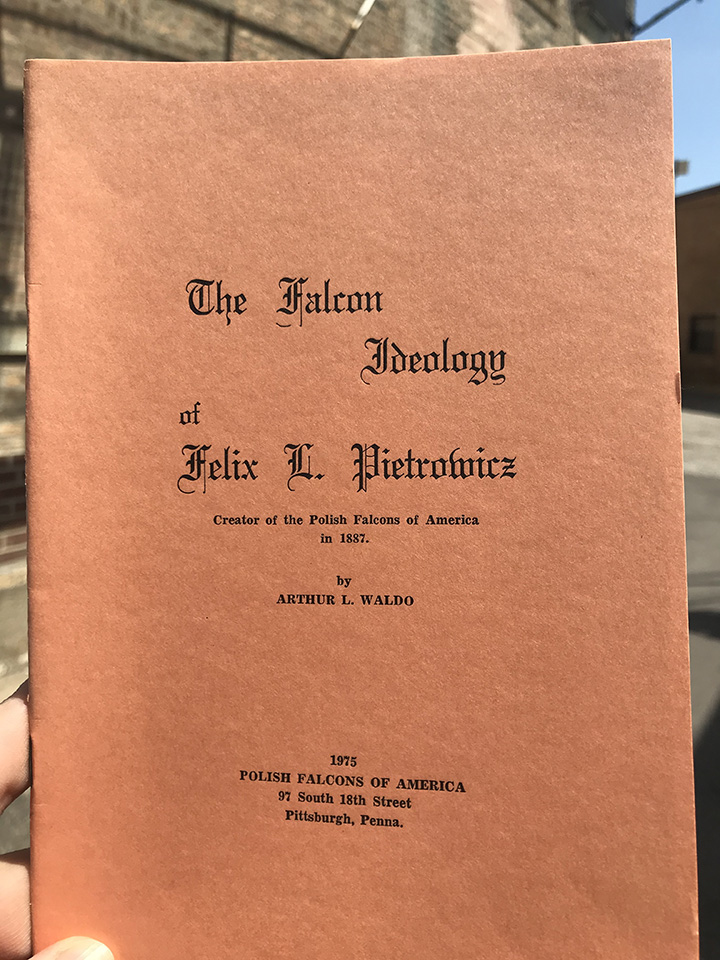 The Falcon
Ideology
of
Felix L. Pietrowicz
Creator of the Polish Falcons of America
in 1887.
by
ARTHUR L. WALDO
1975
POLISH FALCONS OF AMERICA
97 South 18th Street
Pittsburgh, Penna.